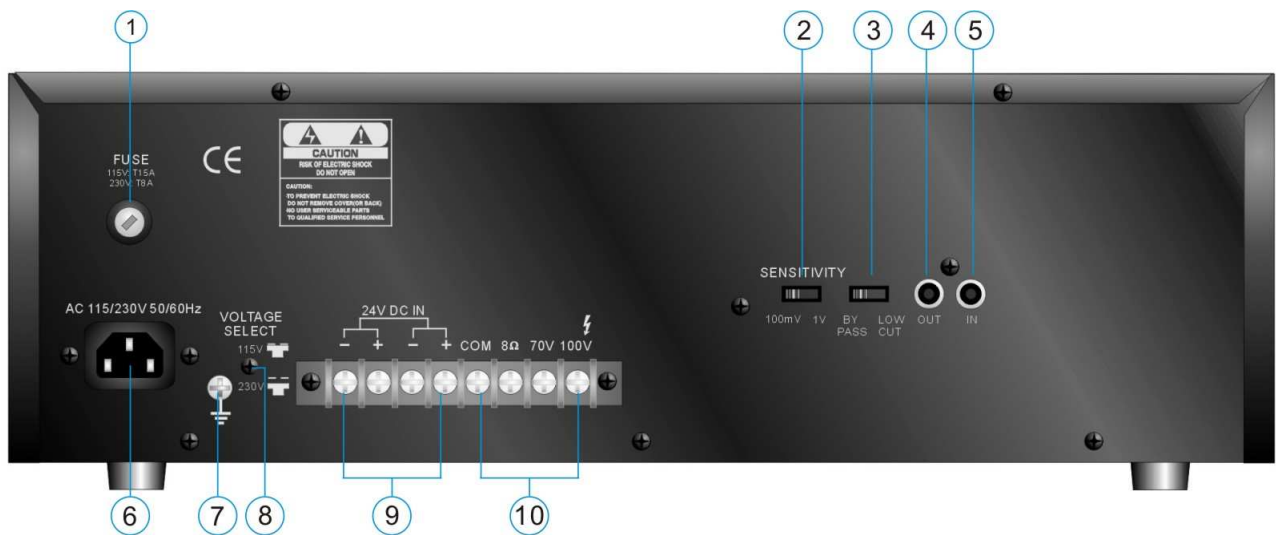 1
2
3
4
5
FUSE
115V: T15A
230V: T8A
CE
CAUTION
RISK OF ELECTRIC SHOCK
DO NOT OPEN
CAUTION:
TO PREVENT ELECTRIC SHOCK
DO NOT REMOVE COVER(OR BACK)
NO USER SERVICEABLE PARTS
TO QUALIFIED SERVICE PERSONNEL
SENSITIVITY
100mV 1V
BY PASS
LOW CUT
OUT
IN
AC 115/230V 50/60Hz
VOLTAGE
SELECT
115V
230V
24V DC IN
− + − + COM 8Ω 70V 100V
6
7
8
9
10